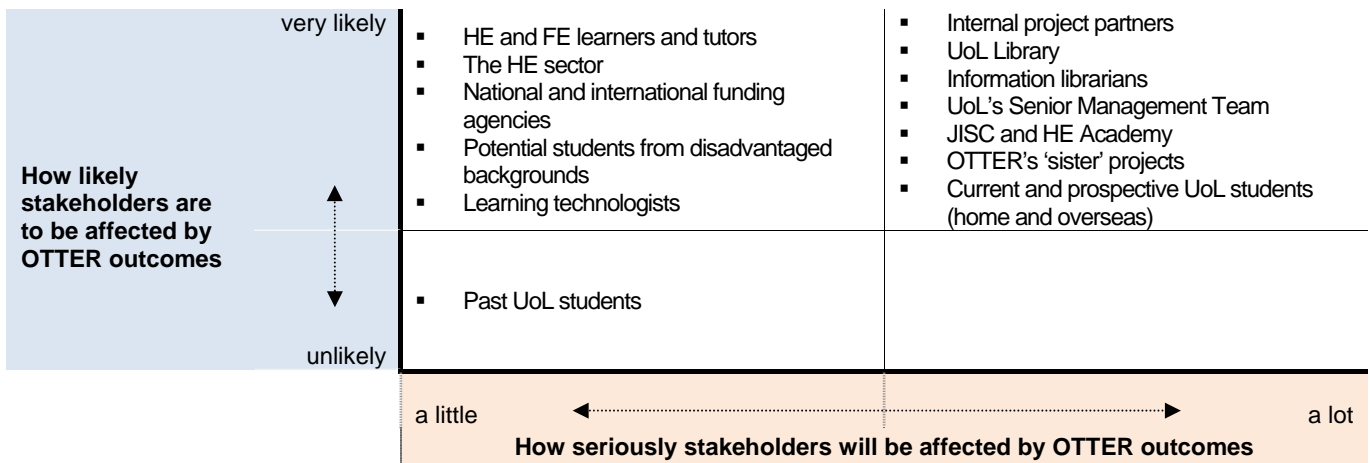 very likely
How likely
stakeholders are
to be affected by
OTTER outcomes
unlikely
▪ HE and FE learners and tutors
▪ The HE sector
▪ National and international funding
agencies
▪ Potential students from disadvantaged
backgrounds
▪ Learning technologists
▪ Internal project partners
▪ UoL Library
▪ Information librarians
▪ UoL's Senior Management Team
▪ JISC and HE Academy
▪ OTTER's ‘sister’ projects
▪ Current and prospective UoL students
(home and overseas)
▪ Past UoL students
a little
a lot
How seriously stakeholders will be affected by OTTER outcomes